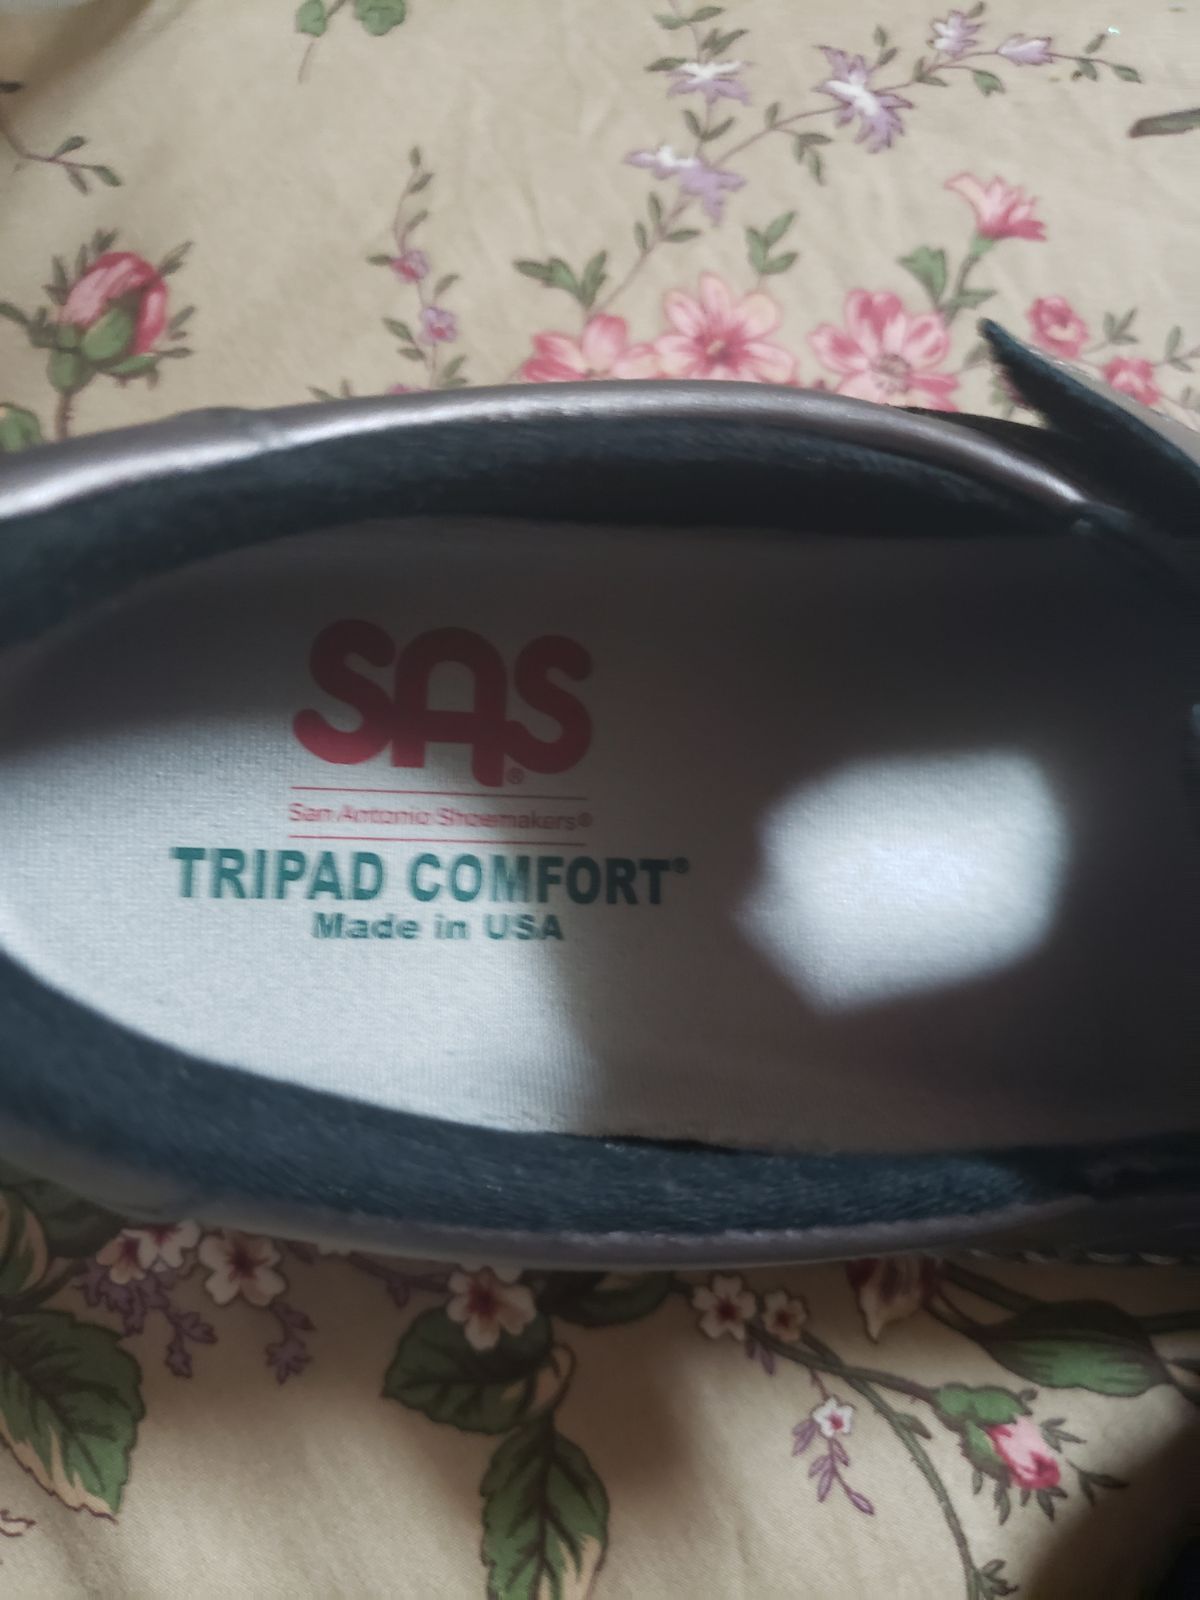 SAS®
San Antonio Shoemakers®
TRIPAD COMFORT®
Made in USA